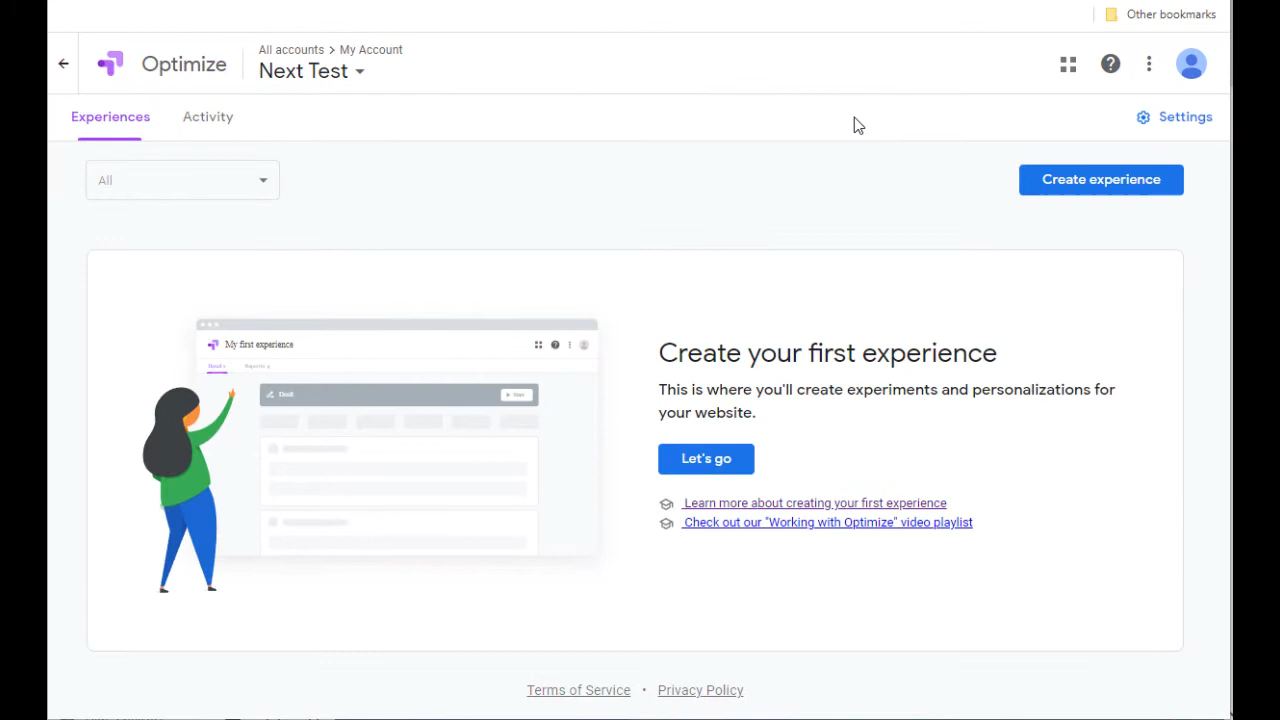 Other bookmarks
Optimize
All accounts > My Account
Next Test
Experiences
Activity
Settings
All
Create experience
My first experience
Draft
Create your first experience
This is where you'll create experiments and personalizations for
your website.
Let's go
Learn more about creating your first experience
Check out our "Working with Optimize" video playlist
Terms of Service • Privacy Policy